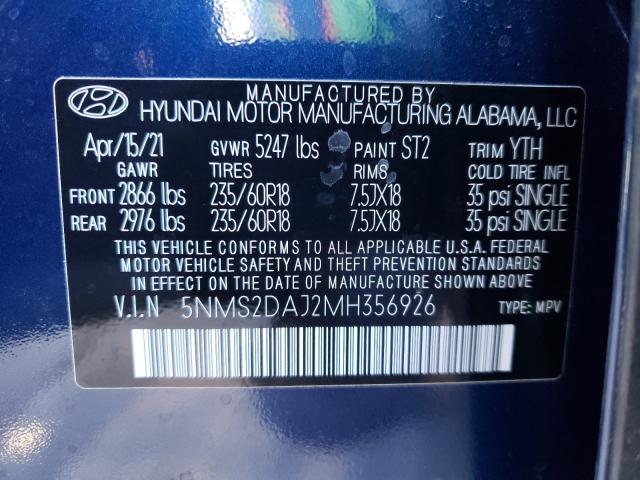 MANUFACTURED BY
HYUNDAI MOTOR MANUFACTURING ALABAMA, LLC
Apr/15/21 GVWR 5247 lbs PAINT ST2 TRIM YTH
GAWR TIRES RIMS COLD TIRE INFL
FRONT 2866 lbs 235/60R18 7.5JX18 35 psi SINGLE
REAR 2976 lbs 235/60R18 7.5JX18 35 psi SINGLE
THIS VEHICLE CONFORMS TO ALL APPLICABLE U.S.A. FEDERAL
MOTOR VEHICLE SAFETY AND THEFT PREVENTION STANDARDS
IN EFFECT ON THE DATE OF MANUFACTURE SHOWN ABOVE
V.I.N 5NMS2DAJ2MH356926 TYPE: MPV